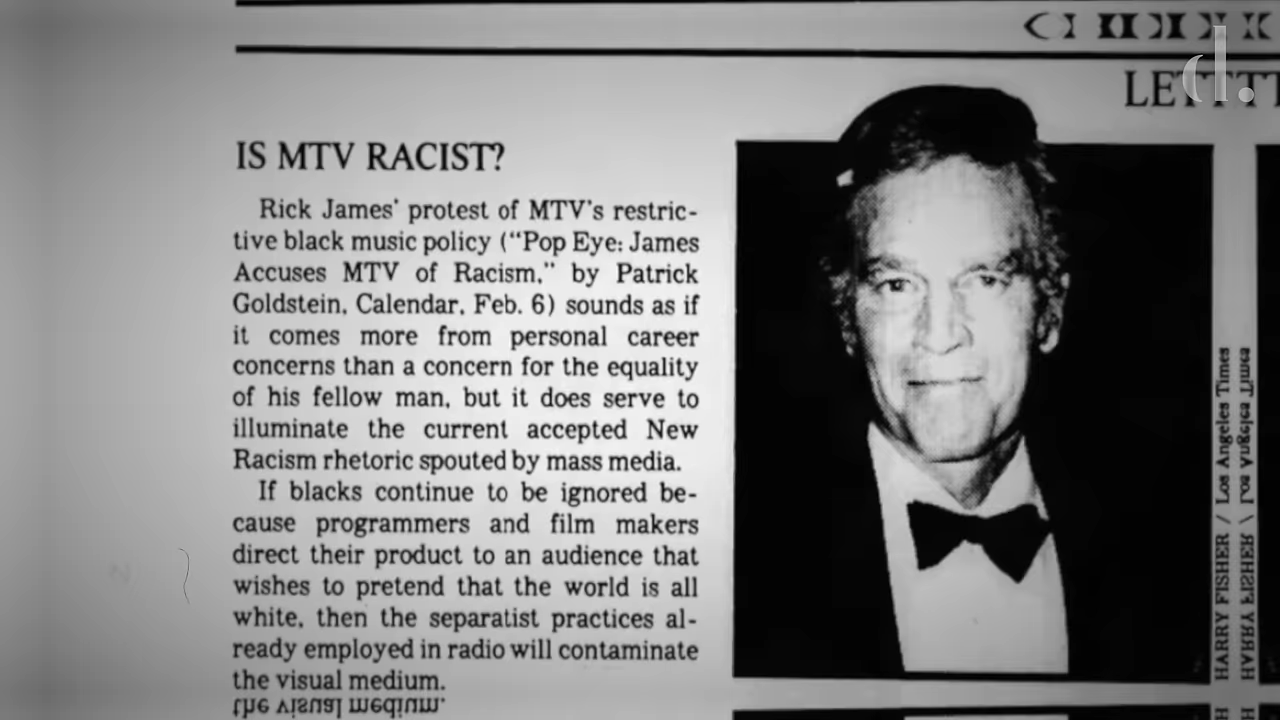 LETTT
d.
IS MTV RACIST?
Rick James' protest of MTV's restric-
tive black music policy ("Pop Eye: James
Accuses MTV of Racism," by Patrick
Goldstein, Calendar, Feb. 6) sounds as if
it comes more from personal career
concerns than a concern for the equality
of his fellow man, but it does serve to
illuminate the current accepted New
Racism rhetoric spouted by mass media.
If blacks continue to be ignored be-
cause programmers and film makers
direct their product to an audience that
wishes to pretend that the world is all
white, then the separatist practices al-
ready employed in radio will contaminate
the visual medium.
HARRY FISHER / Los Angeles Times